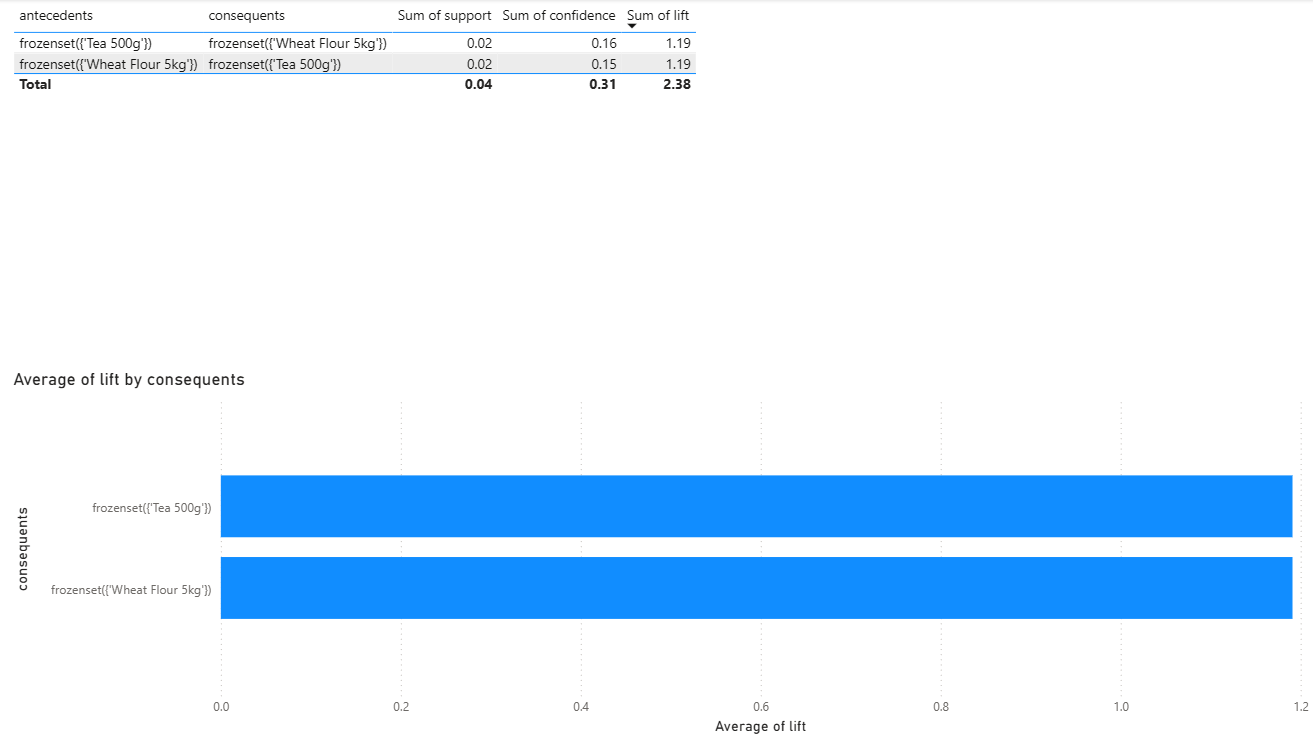 antecedents consequents Sum of support Sum of confidence Sum of lift
frozenset({'Tea 500g'}) frozenset({'Wheat Flour 5kg'}) 0.02 0.16 1.19
frozenset({'Wheat Flour 5kg'}) frozenset({'Tea 500g'}) 0.02 0.15 1.19
Total 0.04 0.31 2.38
Average of lift by consequents
consequents
frozenset({'Tea 500g'})
frozenset({'Wheat Flour 5kg'})
0.0 0.2 0.4 0.6 0.8 1.0 1.2
Average of lift